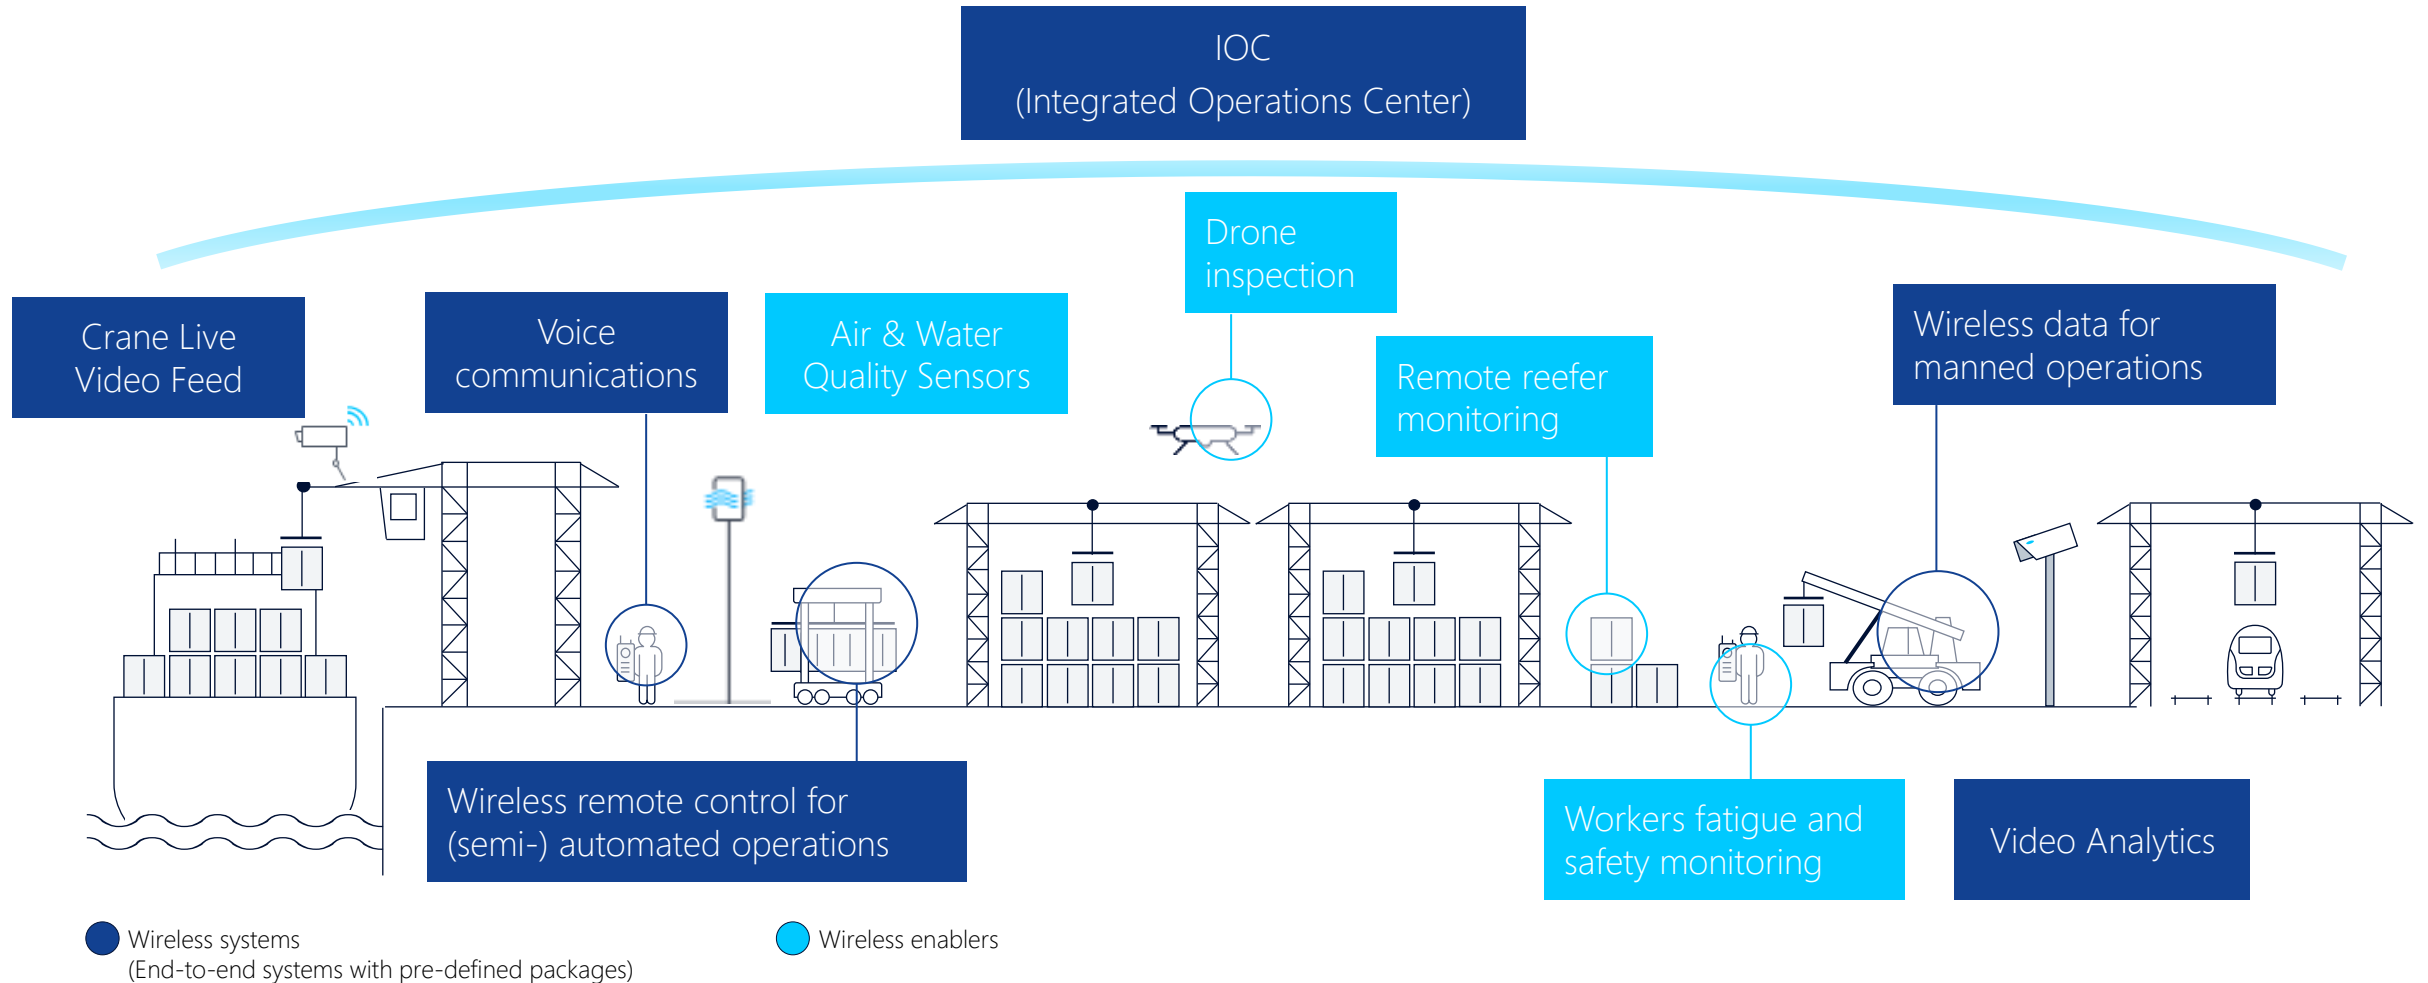 IOC
(Integrated Operations Center)
Drone
inspection
Crane Live
Video Feed
Voice
communications
Air & Water
Quality Sensors
Remote reefer
monitoring
Wireless data for
manned operations
Wireless remote control for
(semi-) automated operations
Workers fatigue and
safety monitoring
Video Analytics
Wireless systems
(End-to-end systems with pre-defined packages)
Wireless enablers